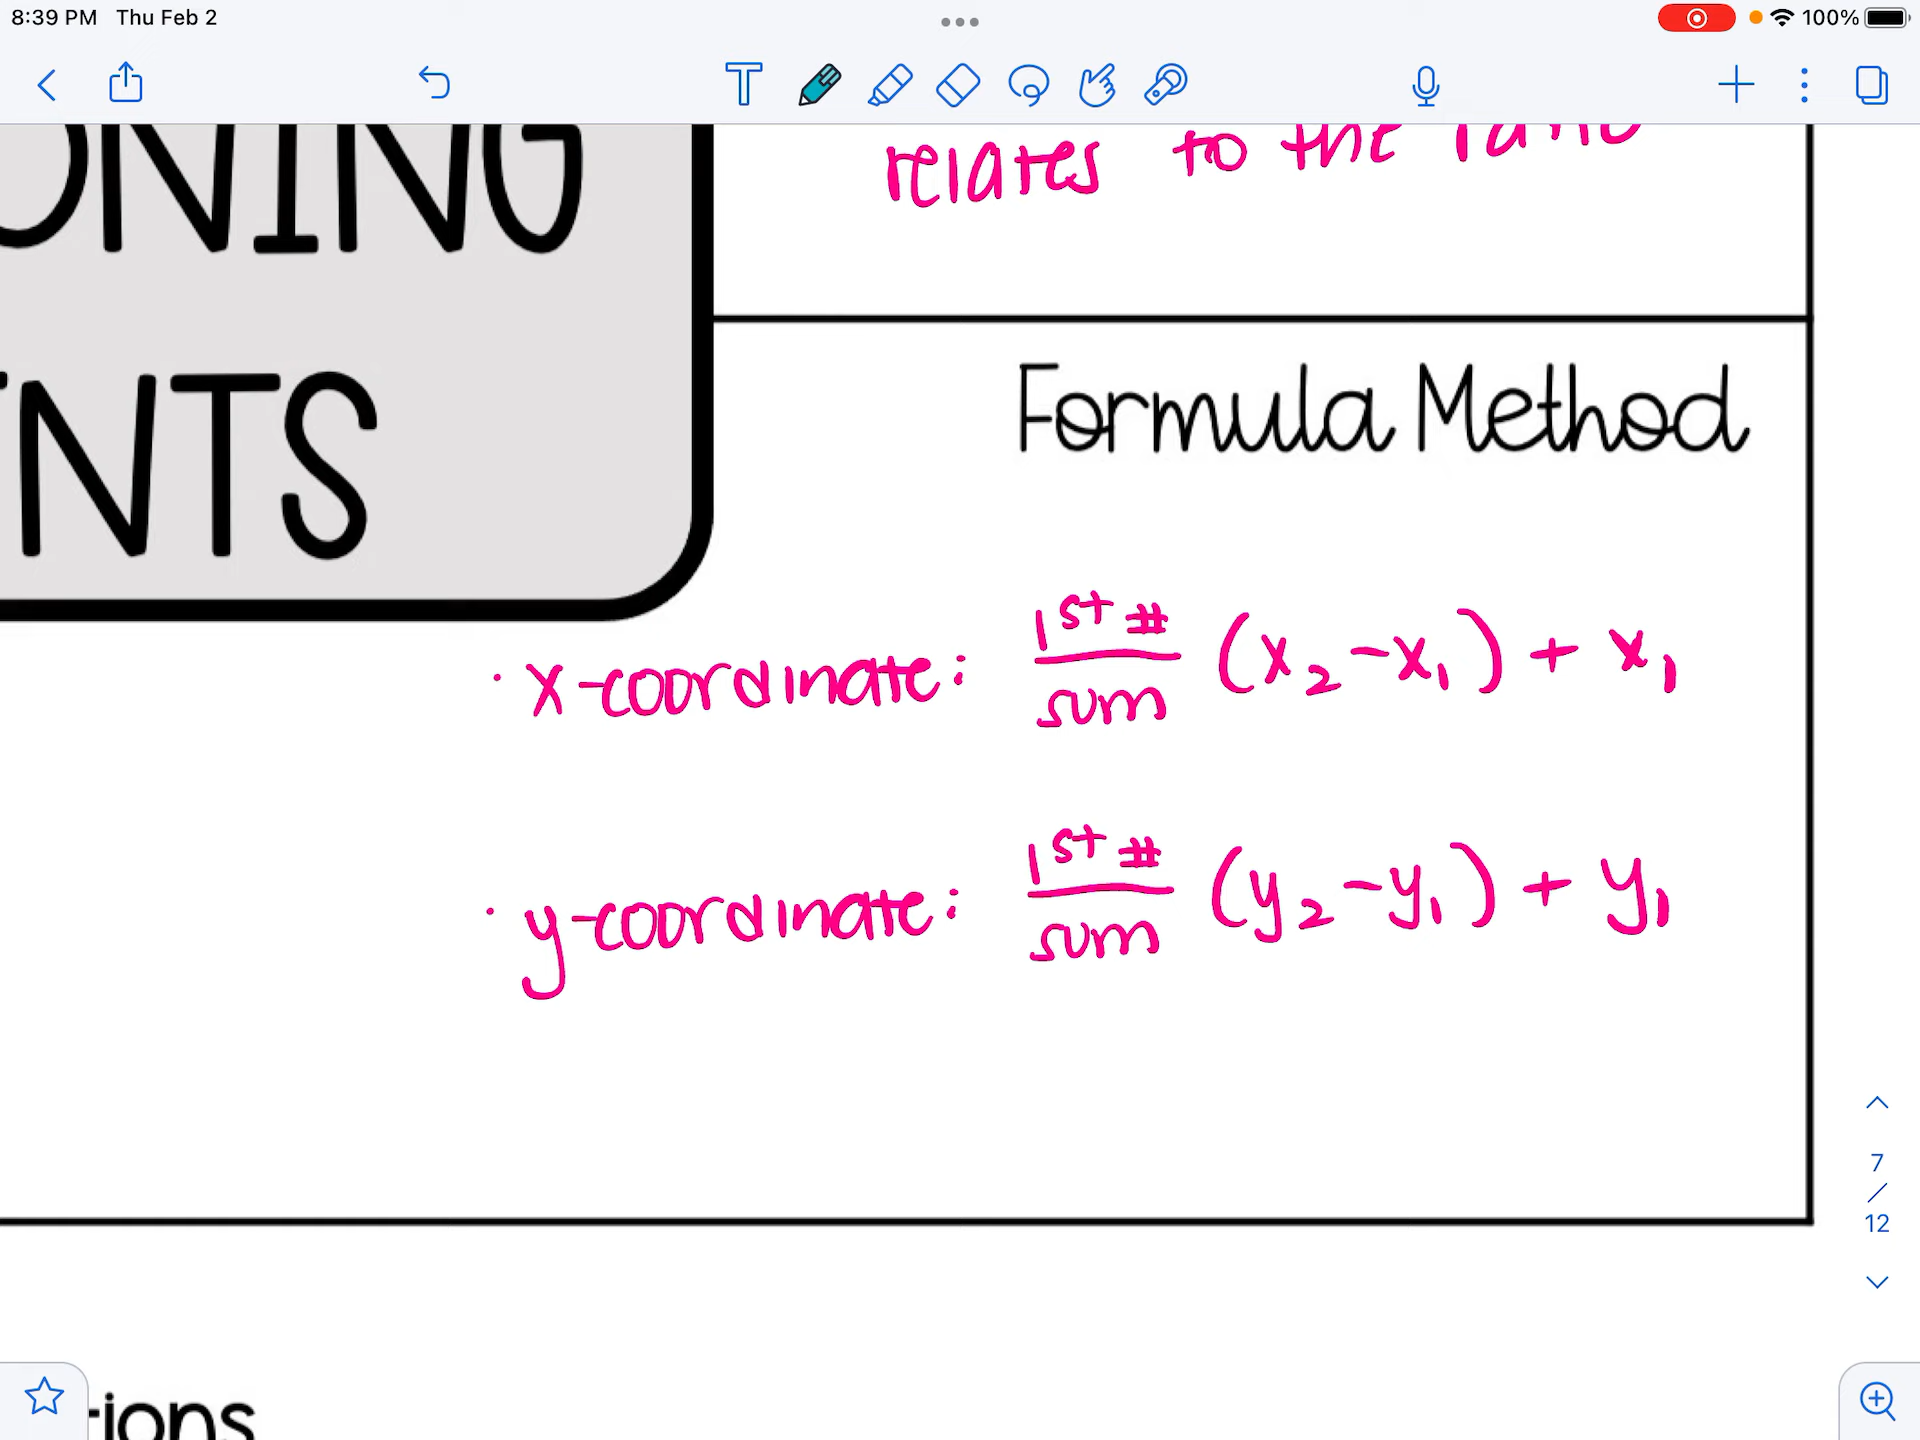 8:39 PM Thu Feb 2
100%
relates to the
ONING
Formula Method
NTS
· x-coordinate: 1st # / sum (x₂-x₁) + x₁
· y-coordinate: 1st # / sum (y₂-y₁) + y₁
7
/
12
tions